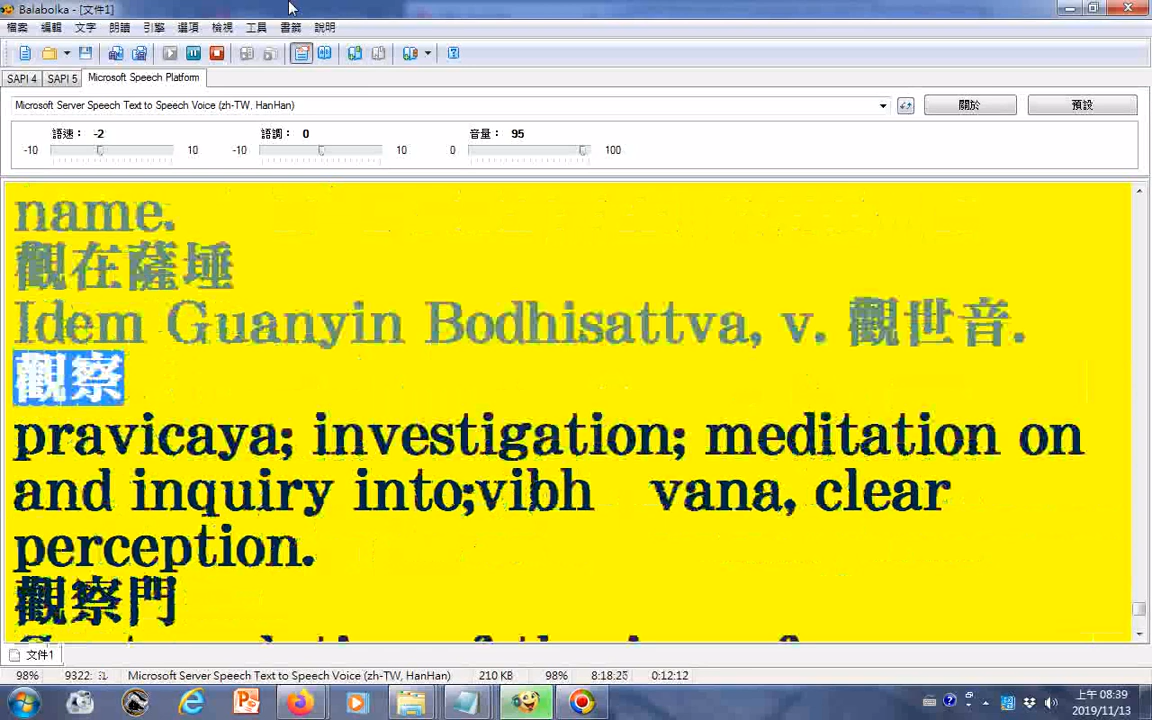 Balabolka - [文件1]
檔案 編輯 文字 朗讀 引擎 選項 檢視 工具 書籤 說明
SAPI 4 SAPI 5 Microsoft Speech Platform
Microsoft Server Speech Text to Speech Voice (zh-TW, HanHan) 關於 預設
語速： -2 語調： 0 音量： 95
-10 10 -10 10 0 100
name.
觀在薩埵
Idem Guanyin Bodhisattva, v. 觀世音.
觀察
pravicaya; investigation; meditation on
and inquiry into;vibh vana, clear
perception.
觀察門
文件1
98% Microsoft Server Speech Text to Speech Voice (zh-TW, HanHan) 210 KB 98% 8:18:25 0:12:12
上午 08:39
2019/11/13